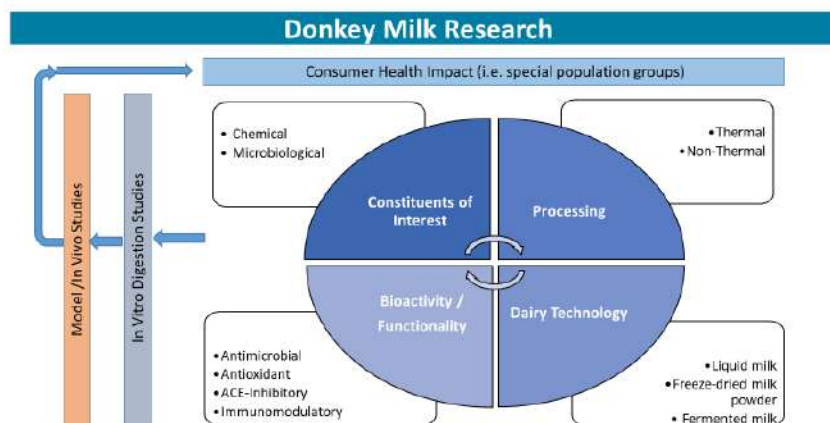 Donkey Milk Research
Consumer Health Impact (i.e. special population groups)
Model /In Vivo Studies
In Vitro Digestion Studies
• Chemical
• Microbiological
•Thermal
•Non-Thermal
Constituents of
Interest
Processing
Bioactivity /
Functionality
Dairy Technology
•Antimicrobial
•Antioxidant
•ACE-Inhibitory
•Immunomodulatory
•Liquid milk
•Freeze-dried milk
powder
• Fermented milk